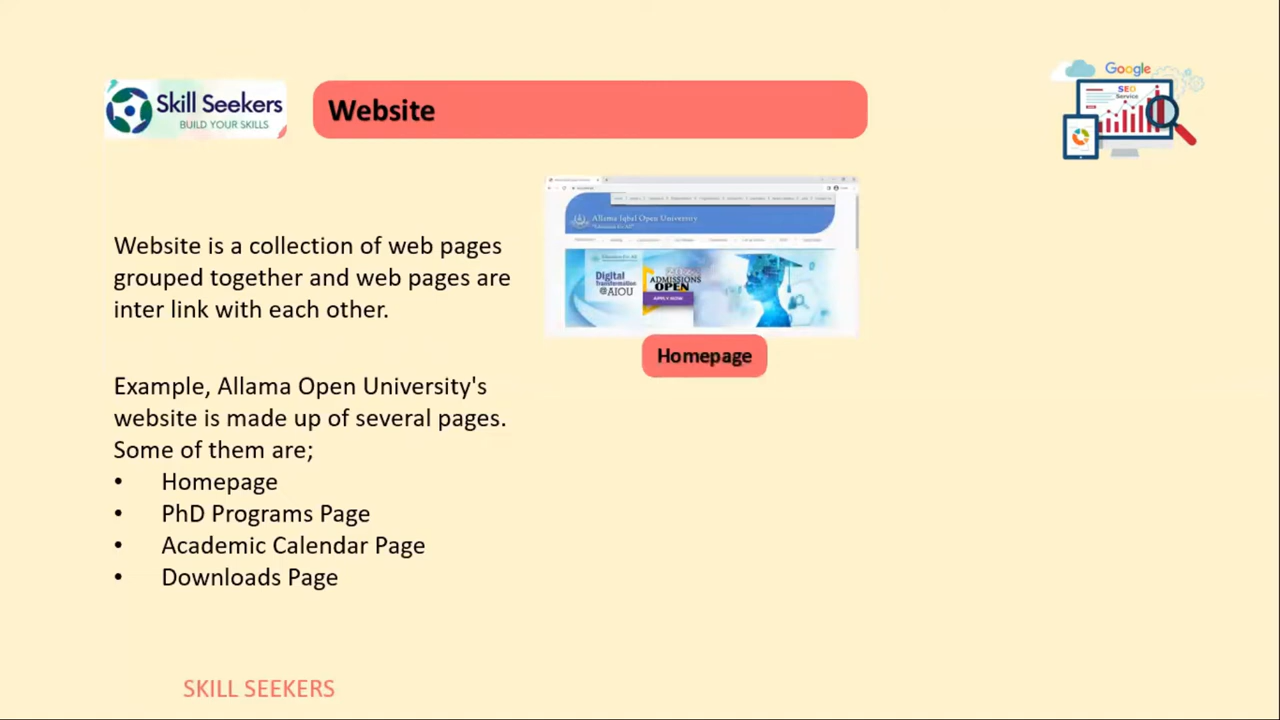 Skill Seekers
BUILD YOUR SKILLS
Website
Google
SEO
Service
Website is a collection of web pages
grouped together and web pages are
inter link with each other.
Allama Iqbal Open University
Digital
Transformation
@AIOU
ADMISSIONS
OPEN
APPLY NOW
Homepage
Example, Allama Open University's
website is made up of several pages.
Some of them are;
• Homepage
• PhD Programs Page
• Academic Calendar Page
• Downloads Page
SKILL SEEKERS